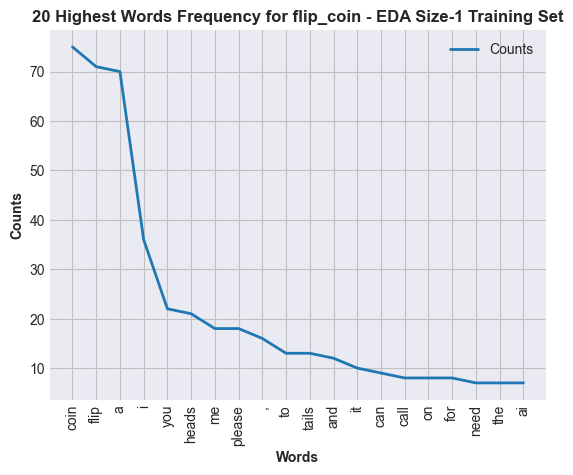 20 Highest Words Frequency for flip_coin - EDA Size-1 Training Set
Counts
Counts
70
60
50
40
30
20
10
coin
flip
a
i
you
heads
me
please
,
to
tails
and
it
can
call
on
for
need
the
ai
Words